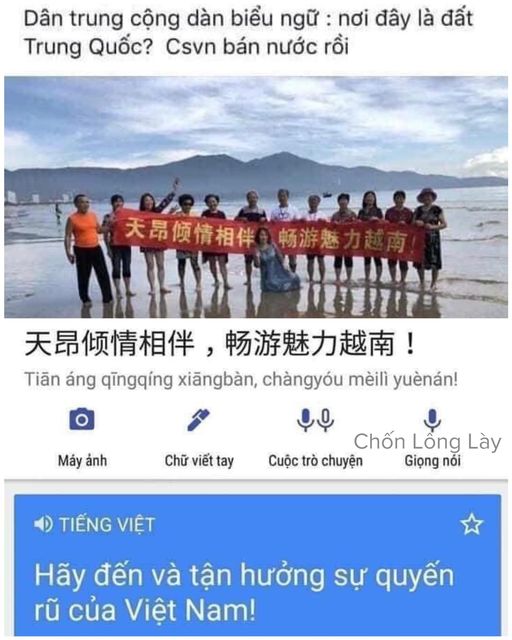 Dân trung cộng dàn biểu ngữ : nơi đây là đất
Trung Quốc?  Csvn bán nước rồi
天昂倾情相伴 畅游魅力越南!
天昂倾情相伴，畅游魅力越南！
Tiān áng qīngqíng xiāngbàn, chàngyóu mèilì yuènán!
Chốn Lông Lày
Máy ảnh
Chữ viết tay
Cuộc trò chuyện
Giọng nói
TIẾNG VIỆT
Hãy đến và tận hưởng sự quyến
rũ của Việt Nam!